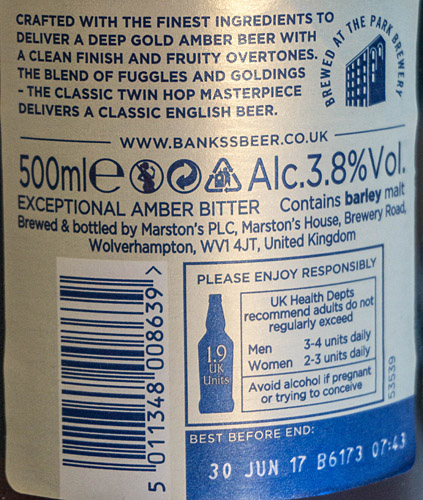 CRAFTED WITH THE FINEST INGREDIENTS TO
DELIVER A DEEP GOLD AMBER BEER WITH
A CLEAN FINISH AND FRUITY OVERTONES.
THE BLEND OF FUGGLES AND GOLDINGS
- THE CLASSIC TWIN HOP MASTERPIECE
DELIVERS A CLASSIC ENGLISH BEER.
BREWED AT THE PARK BREWERY
WWW.BANKSSBEER.CO.UK
500ml℮ Alc.3.8%Vol.
EXCEPTIONAL AMBER BITTER Contains barley malt
Brewed & bottled by Marston's PLC, Marston's House, Brewery Road,
Wolverhampton, WV1 4JT, United Kingdom
PLEASE ENJOY RESPONSIBLY
1.9
UK
Units
UK Health Depts
recommend adults do not
regularly exceed
Men 3-4 units daily
Women 2-3 units daily
Avoid alcohol if pregnant
or trying to conceive
53539
5 011348 008639 >
BEST BEFORE END:
30 JUN 17 B6173 07:43